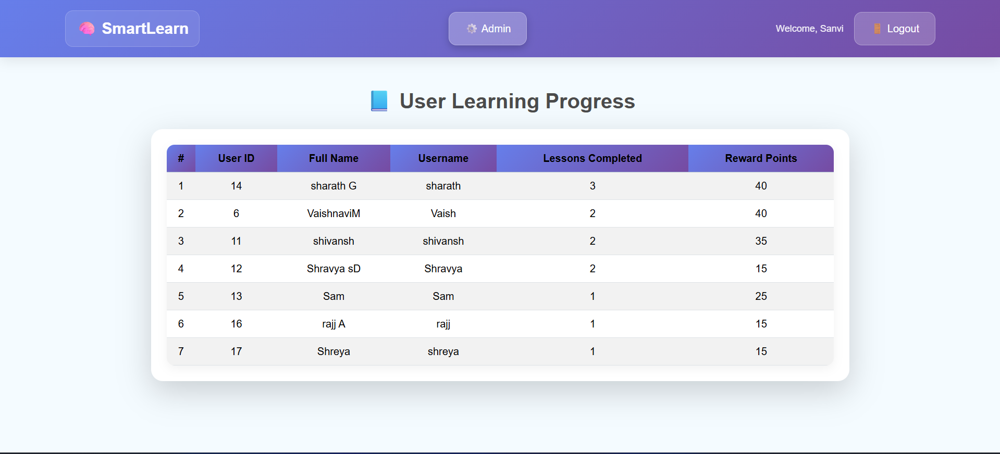 SmartLearn
Admin
Welcome, Sanvi
Logout
User Learning Progress
# User ID Full Name Username Lessons Completed Reward Points
1 14 sharath G sharath 3 40
2 6 VaishnaviM Vaish 2 40
3 11 shivansh shivansh 2 35
4 12 Shravya sD Shravya 2 15
5 13 Sam Sam 1 25
6 16 rajj A rajj 1 15
7 17 Shreya shreya 1 15